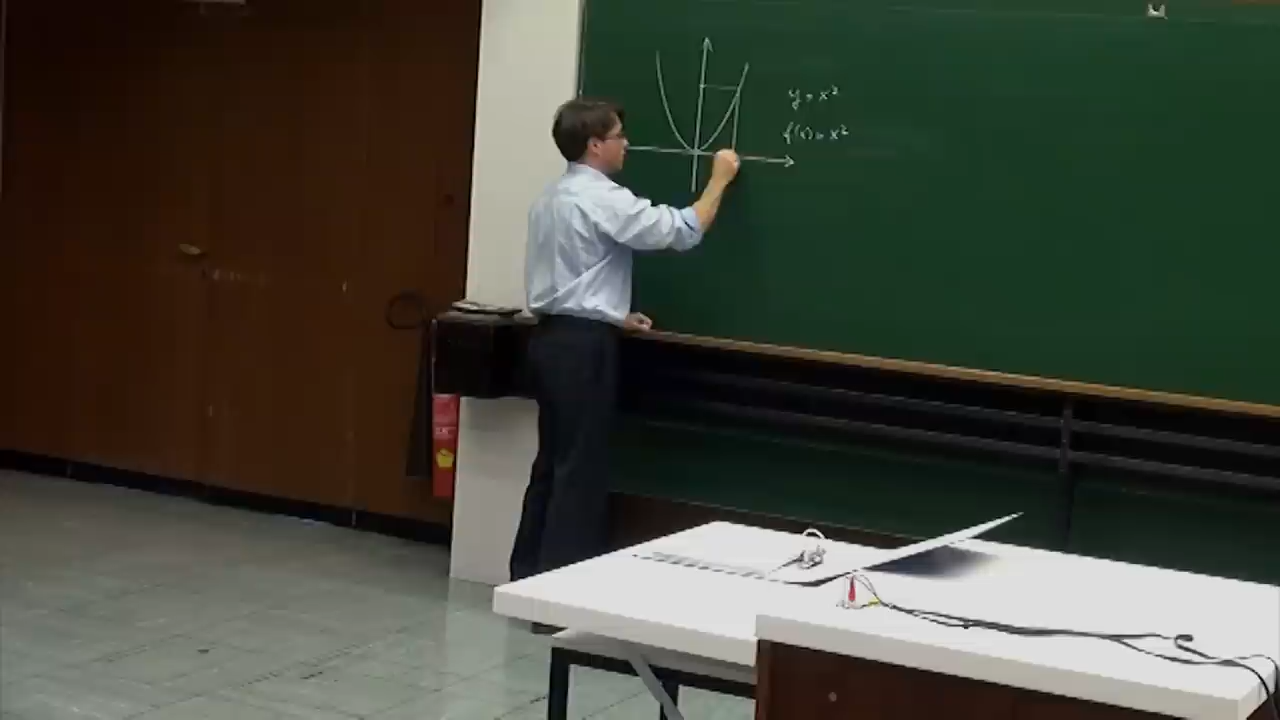 y = x²
f(x) = x²